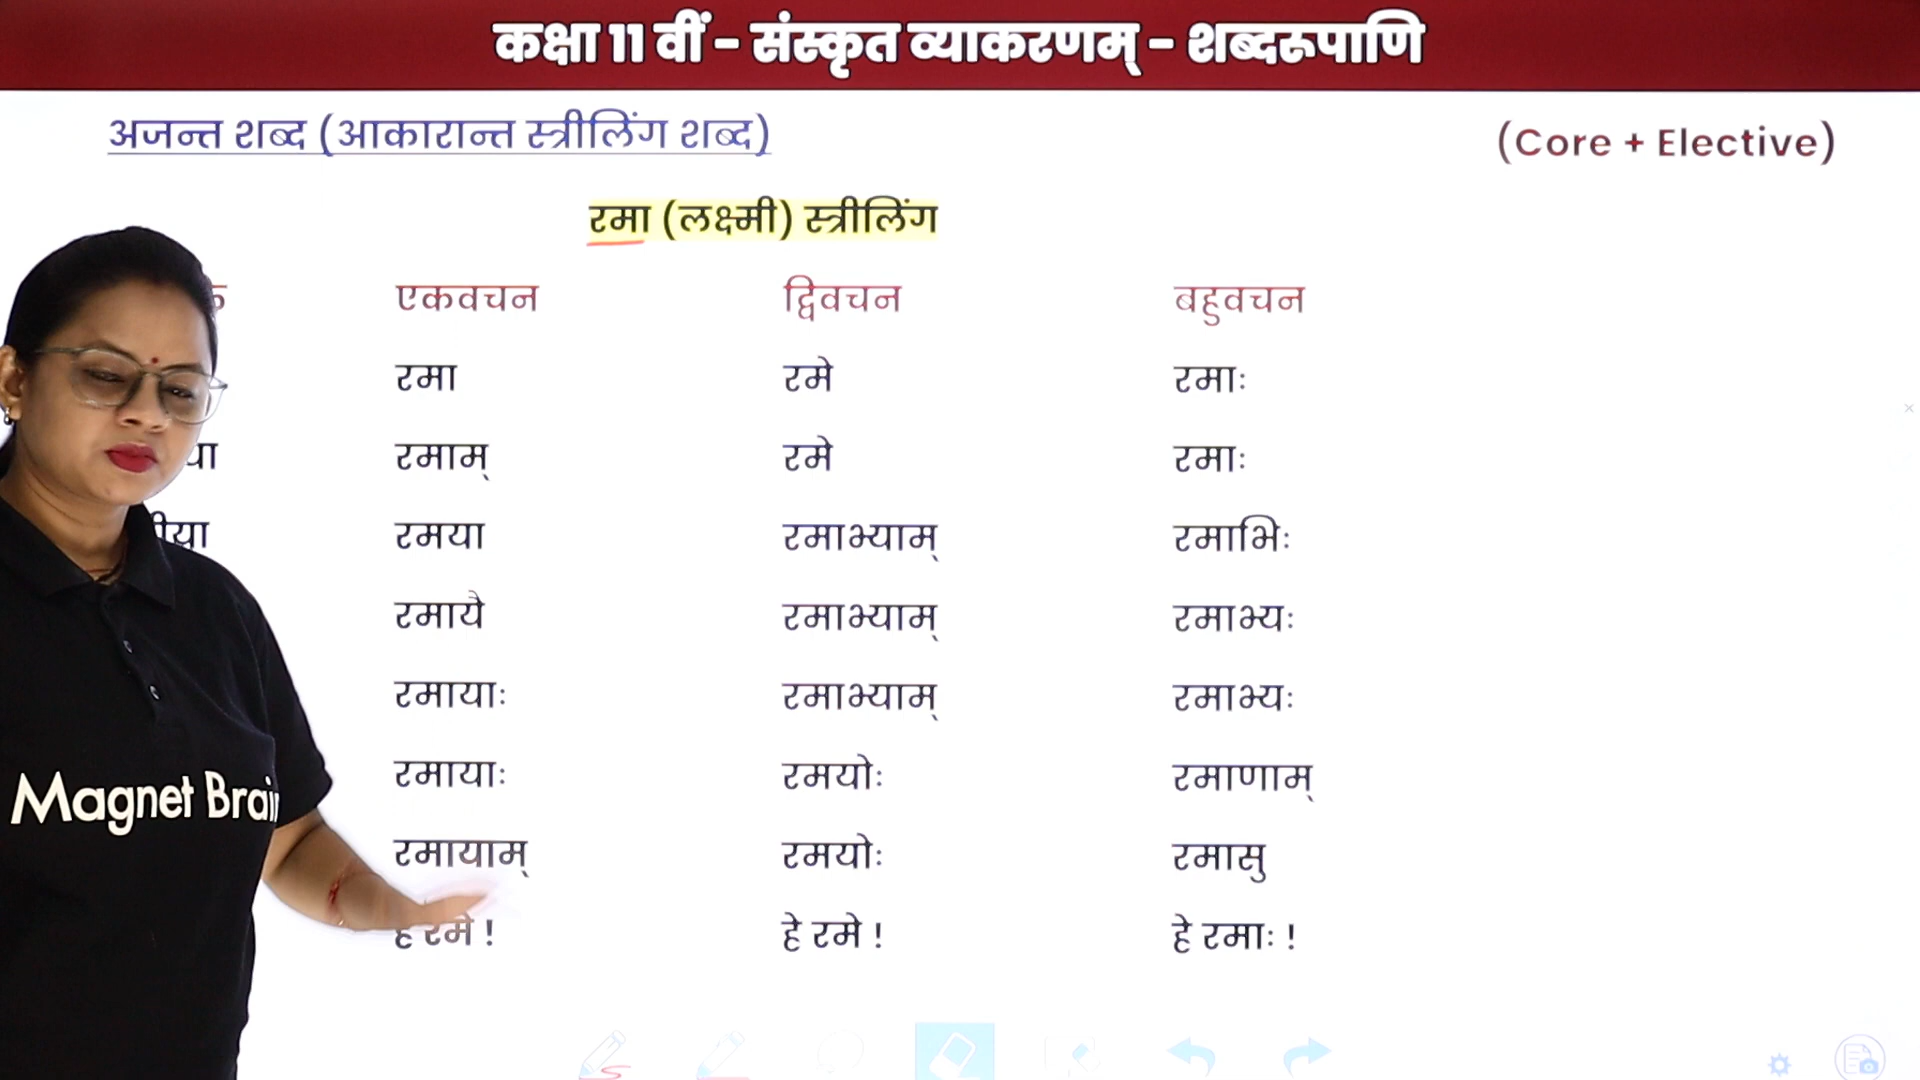 कक्षा 11 वीं - संस्कृत व्याकरणम् - शब्दरूपाणि
अजन्त शब्द (आकारान्त स्त्रीलिंग शब्द) (Core + Elective)
रमा (लक्ष्मी) स्त्रीलिंग
एकवचन द्विवचन बहुवचन
रमा रमे रमाः
रमाम् रमे रमाः
रमया रमाभ्याम् रमाभिः
रमायै रमाभ्याम् रमाभ्यः
रमायाः रमाभ्याम् रमाभ्यः
रमायाः रमयोः रमाणाम्
रमायाम् रमयोः रमासु
हे रमे ! हे रमे ! हे रमाः !
Magnet